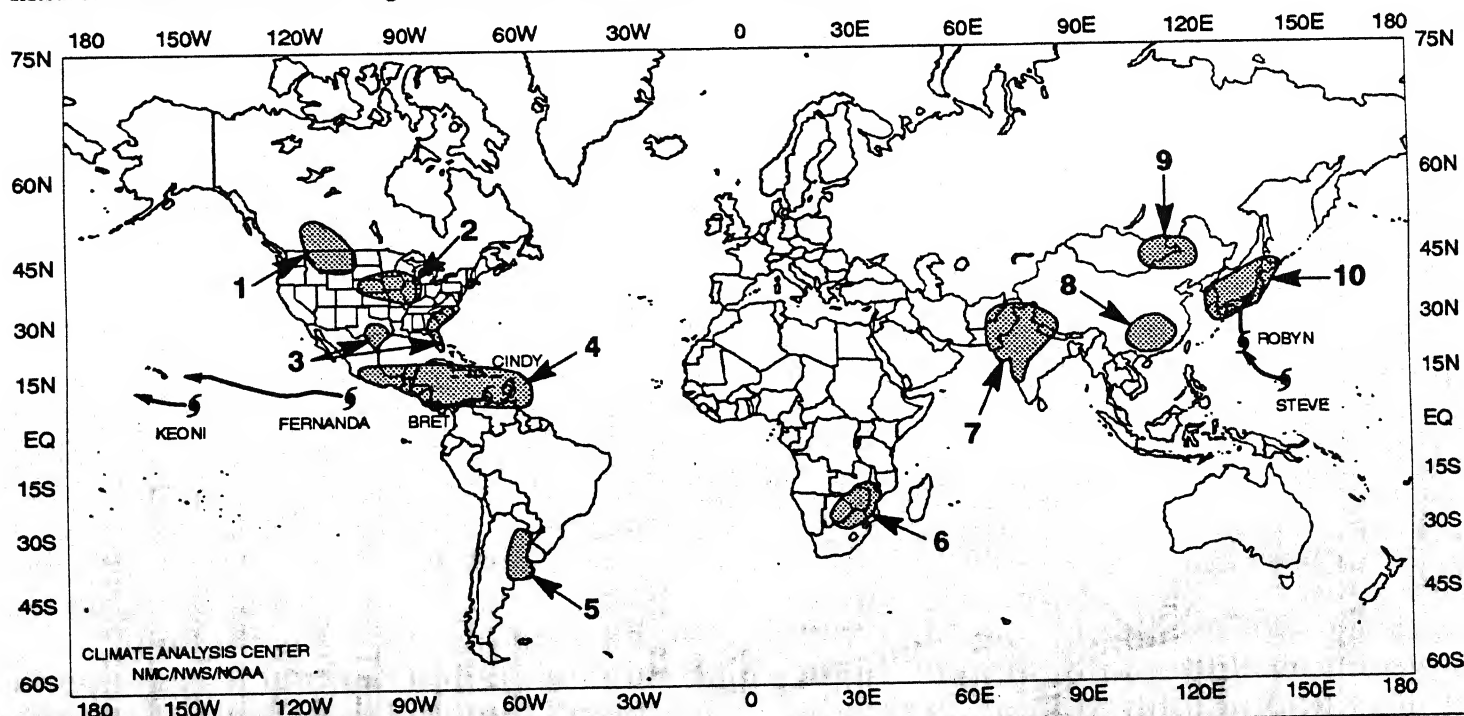 180 150W 120W 90W 60W 30W 0 30E 60E 90E 120E 150E 180
75N 75N
60N 60N
9
2
45N 45N
1 10
8
30N 30N
ROBYN
3 4
CINDY
15N 15N
STEVE
KEONI FERNANDA BRET 7
EQ EQ
15S 15S
6
30S 30S
5
45S 45S
CLIMATE ANALYSIS CENTER
NMC/NWS/NOAA
60S 60S
180 150W 120W 90W 60W 30W 0 30E 60E 90E 120E 150E 180